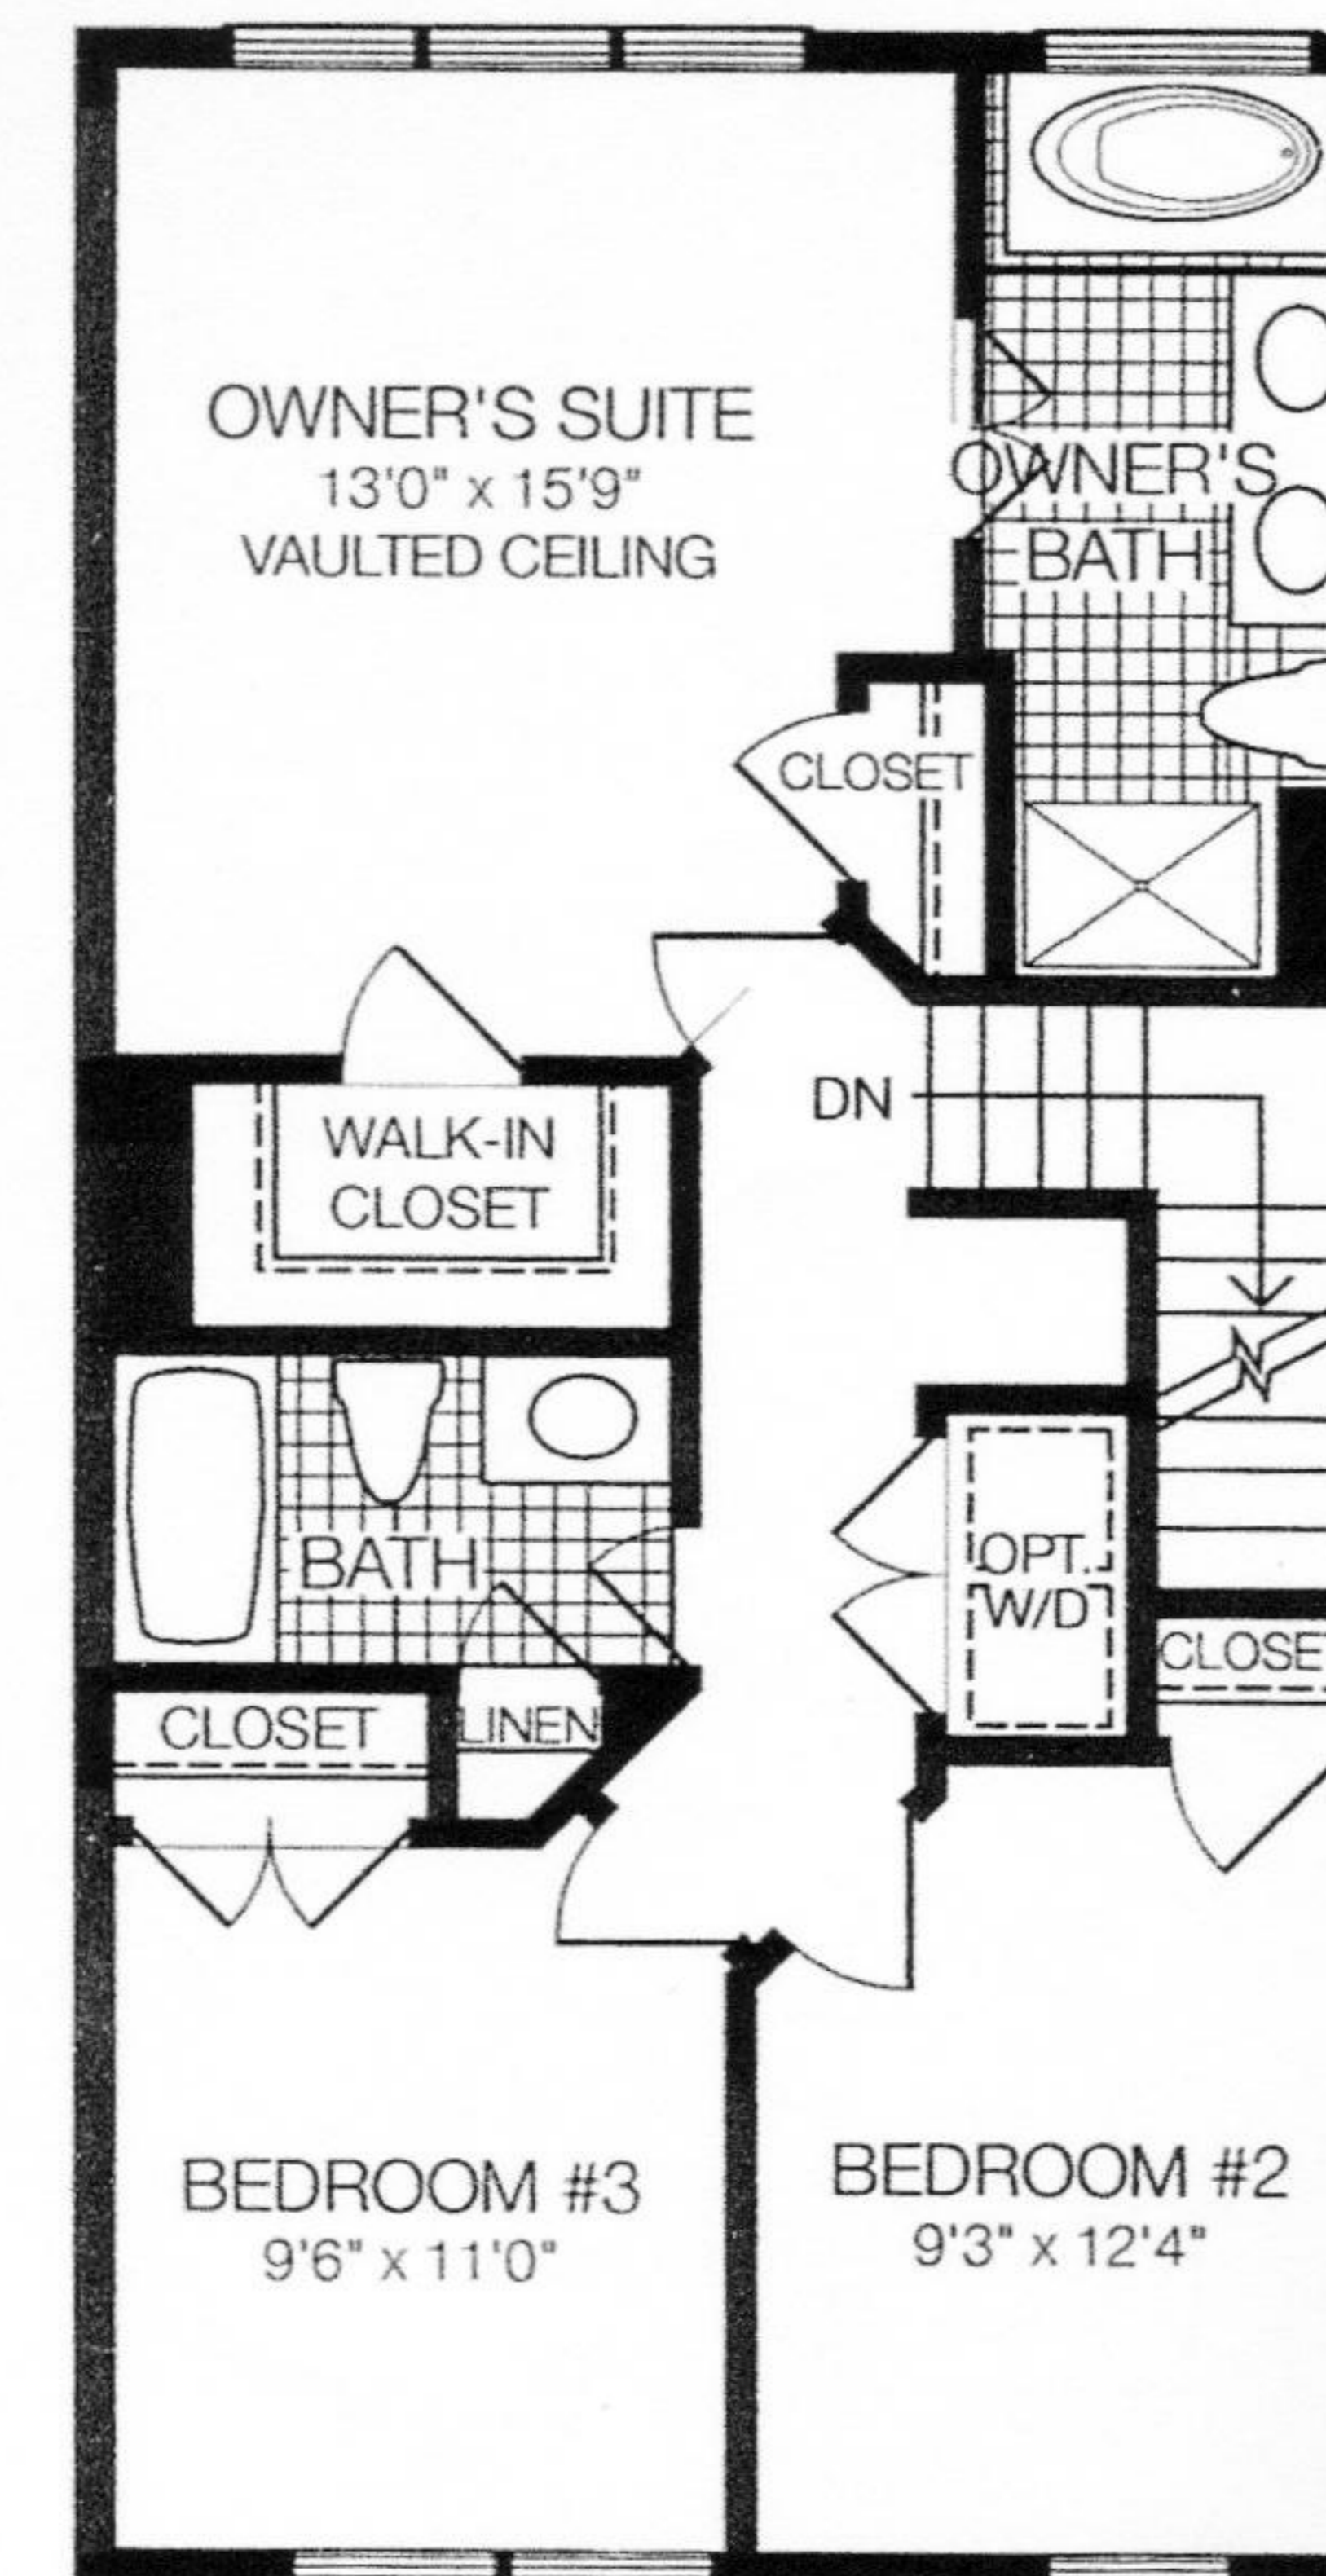 OWNER'S SUITE
13'0" x 15'9"
VAULTED CEILING
OWNER'S
BATH
CLOSET
DN
WALK-IN
CLOSET
BATH
OPT.
W/D
CLOSE
CLOSET
LINEN
BEDROOM #3
9'6" x 11'0"
BEDROOM #2
9'3" x 12'4"